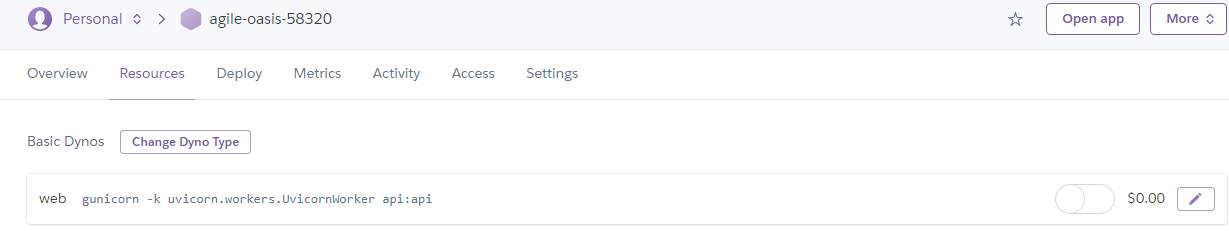 Personal agile-oasis-58320 Open app More
Overview Resources Deploy Metrics Activity Access Settings
Basic Dynos Change Dyno Type
web gunicorn -k uvicorn.workers.UvicornWorker api:api $0.00